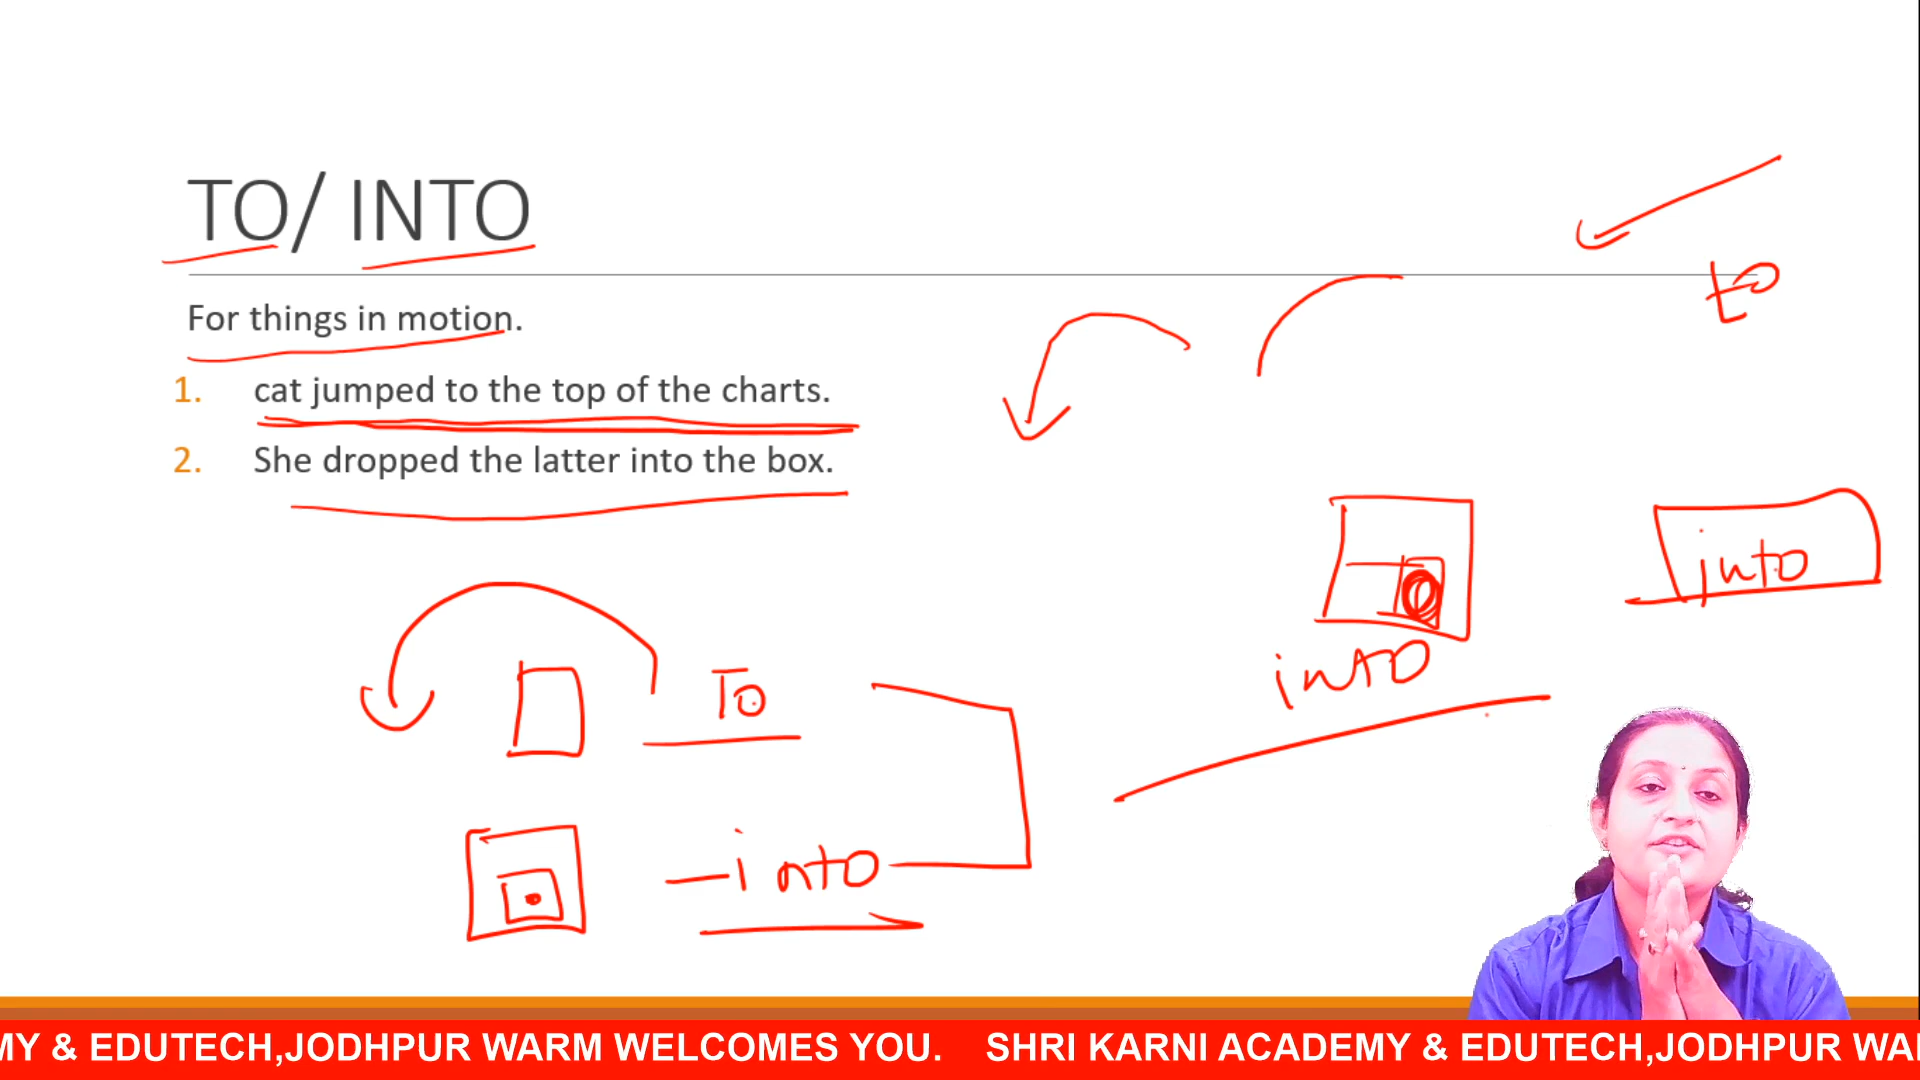 TO/ INTO
For things in motion.
1. cat jumped to the top of the charts.
2. She dropped the latter into the box.
to
into
into
To
into
MY & EDUTECH,JODHPUR WARM WELCOMES YOU. SHRI KARNI ACADEMY & EDUTECH,JODHPUR WA